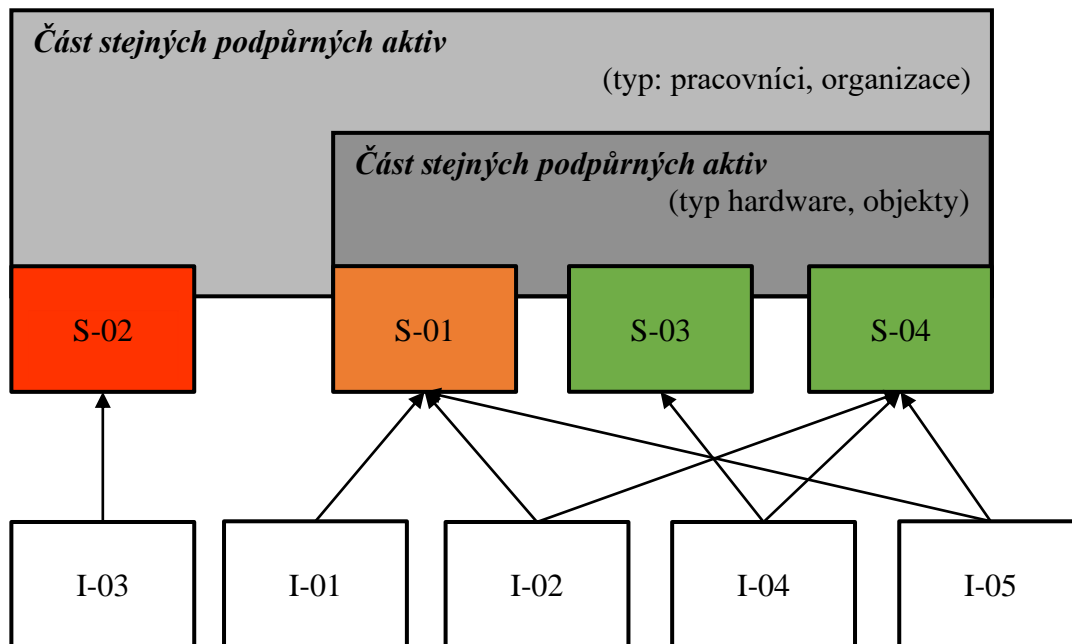 Část stejných podpůrných aktiv
(typ: pracovníci, organizace)
Část stejných podpůrných aktiv
(typ hardware, objekty)
S-02
S-01
S-03
S-04
I-03
I-01
I-02
I-04
I-05